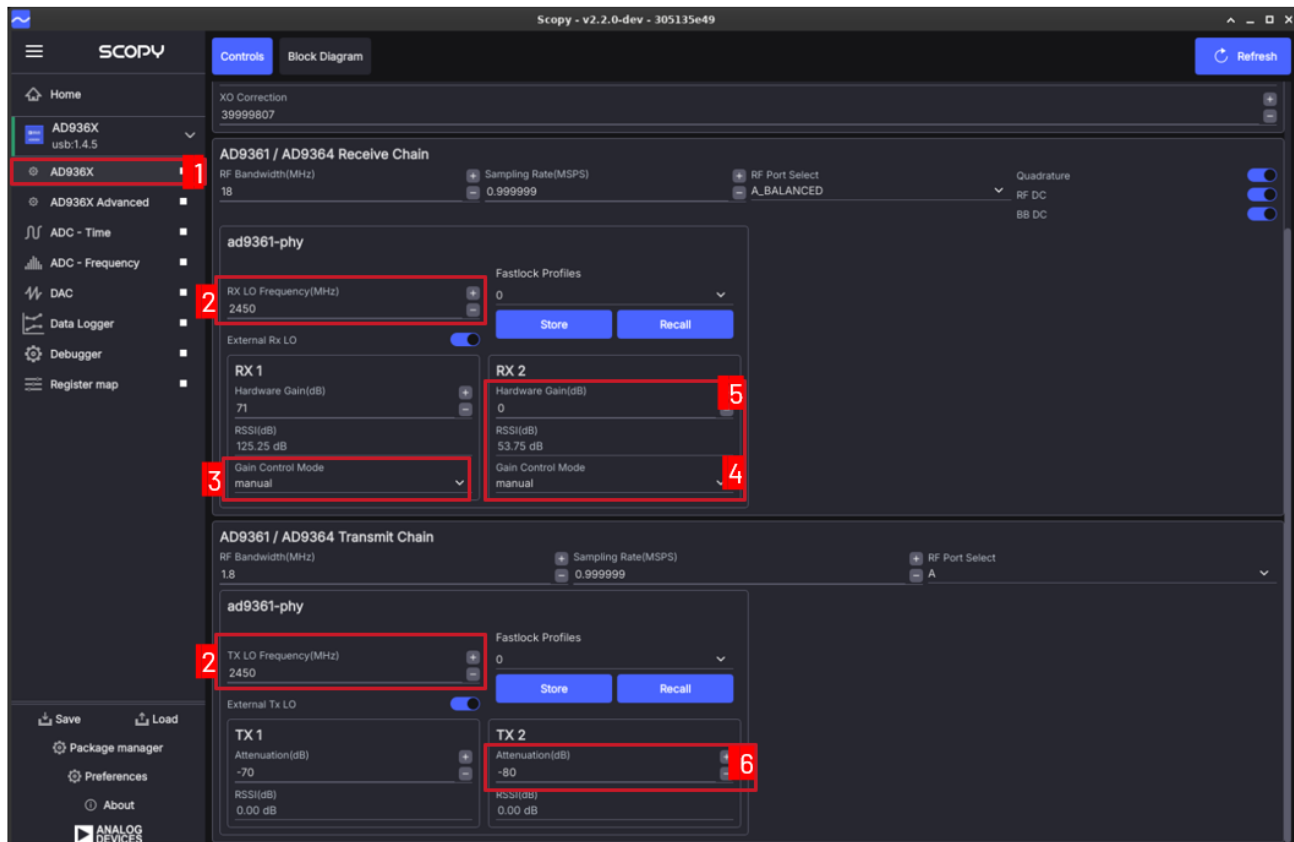 Scopy - v2.2.0-dev - 305135e49
SCOPY
Controls
Block Diagram
Refresh
Home
AD936X
usb:1.4.5
AD936X
1
AD936X Advanced
ADC - Time
ADC - Frequency
DAC
Data Logger
Debugger
Register map
Save
Load
Package manager
Preferences
About
ANALOG
DEVICES
XO Correction
39999807
AD9361 / AD9364 Receive Chain
RF Bandwidth(MHz)
18
Sampling Rate(MSPS)
0.999999
RF Port Select
A_BALANCED
Quadrature
RF DC
BB DC
ad9361-phy
2
RX LO Frequency(MHz)
2450
Fastlock Profiles
0
Store
Recall
External Rx LO
RX 1
Hardware Gain(dB)
71
RSSI(dB)
125.25 dB
3
Gain Control Mode
manual
RX 2
Hardware Gain(dB)
0
5
RSSI(dB)
53.75 dB
Gain Control Mode
manual
4
AD9361 / AD9364 Transmit Chain
RF Bandwidth(MHz)
1.8
Sampling Rate(MSPS)
0.999999
RF Port Select
A
ad9361-phy
2
TX LO Frequency(MHz)
2450
Fastlock Profiles
0
Store
Recall
External Tx LO
TX 1
Attenuation(dB)
-70
RSSI(dB)
0.00 dB
TX 2
Attenuation(dB)
-80
6
RSSI(dB)
0.00 dB